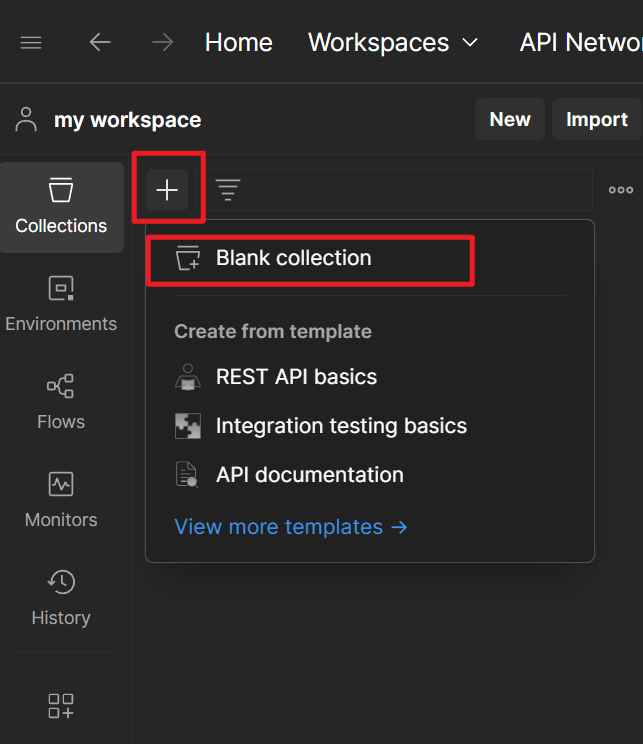 Home Workspaces API Networ
my workspace New Import
Collections
Blank collection
Environments
Create from template
REST API basics
Flows
Integration testing basics
API documentation
Monitors
View more templates →
History